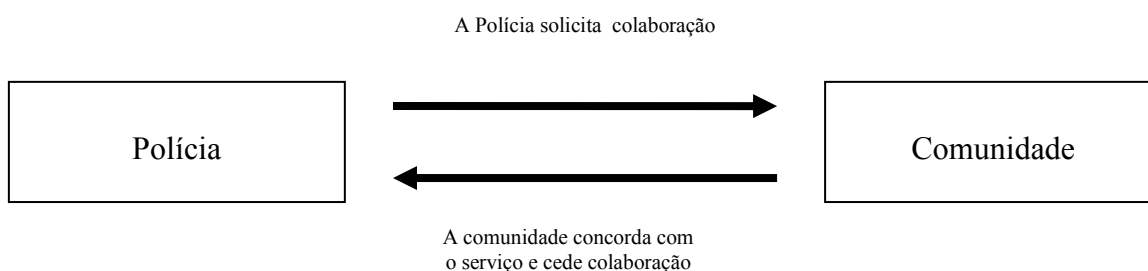 A Polícia solicita colaboração
Polícia
Comunidade
A comunidade concorda com
o serviço e cede colaboração